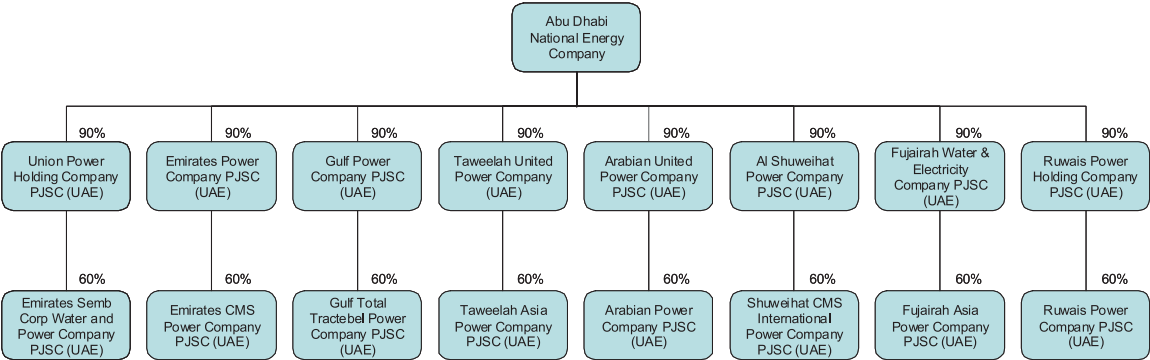 Abu Dhabi
National Energy
Company
90%
90%
90%
90%
90%
90%
90%
90%
Union Power
Holding Company
PJSC (UAE)
Emirates Power
Company PJSC
(UAE)
Gulf Power
Company PJSC
(UAE)
Taweelah United
Power Company
PJSC (UAE)
Arabian United
Power Company
PJSC (UAE)
Al Shuweihat
Power Company
PJSC (UAE)
Fujairah Water &
Electricity
Company PJSC
(UAE)
Ruwais Power
Holding Company
PJSC (UAE)
60%
60%
60%
60%
60%
60%
60%
60%
Emirates Semb
Corp Water and
Power Company
PJSC (UAE)
Emirates CMS
Power Company
PJSC (UAE)
Gulf Total
Tractebel Power
Company PJSC
(UAE)
Taweelah Asia
Power Company
PJSC (UAE)
Arabian Power
Company PJSC
(UAE)
Shuweihat CMS
International
Power Company
PJSC (UAE)
Fujairah Asia
Power Company
PJSC (UAE)
Ruwais Power
Company PJSC
(UAE)